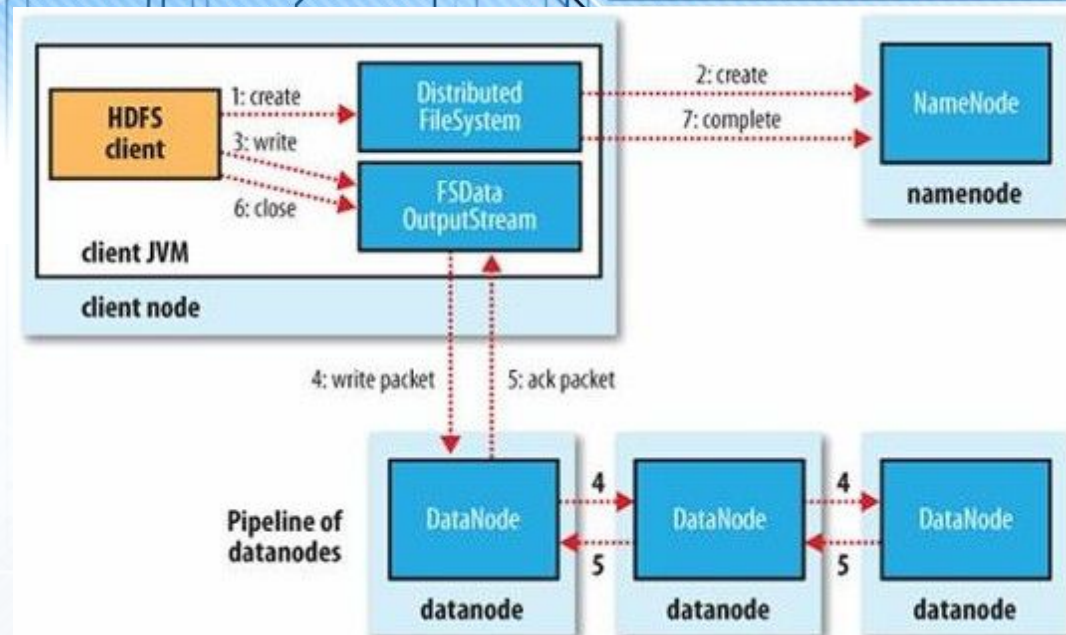 1: create
HDFS
client
3: write
6: close
Distributed
FileSystem
FSData
OutputStream
2: create
7: complete
NameNode
namenode
client JVM
client node
4: write packet
5: ack packet
Pipeline of
datanodes
DataNode
4
5
DataNode
4
5
DataNode
datanode
datanode
datanode